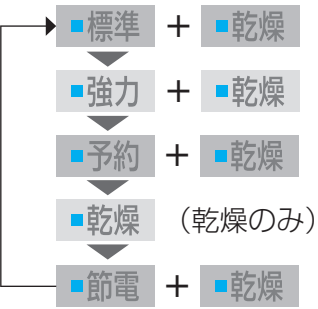 ■標準 + ■乾燥
■強力 + ■乾燥
■予約 + ■乾燥
■乾燥 (乾燥のみ)
■節電 + ■乾燥